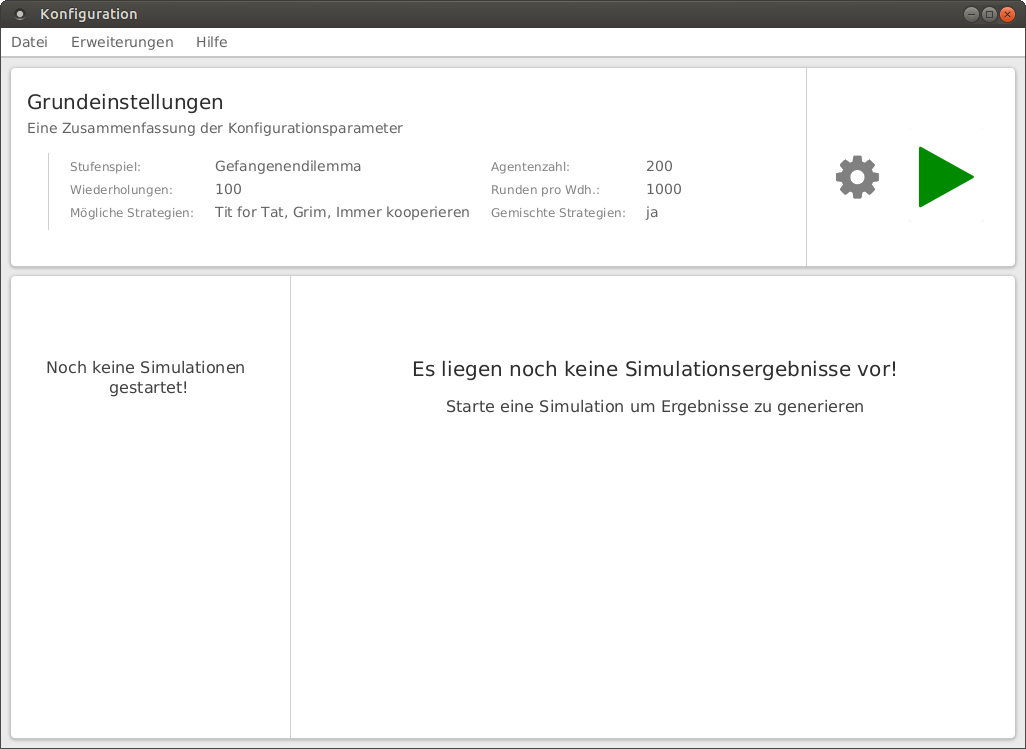 Konfiguration
Datei Erweiterungen Hilfe
Grundeinstellungen
Eine Zusammenfassung der Konfigurationsparameter
Stufenspiel: Gefangenendilemma Agentenzahl: 200
Wiederholungen: 100 Runden pro Wdh.: 1000
Mögliche Strategien: Tit for Tat, Grim, Immer kooperieren Gemischte Strategien: ja
Noch keine Simulationen
gestartet!
Es liegen noch keine Simulationsergebnisse vor!
Starte eine Simulation um Ergebnisse zu generieren